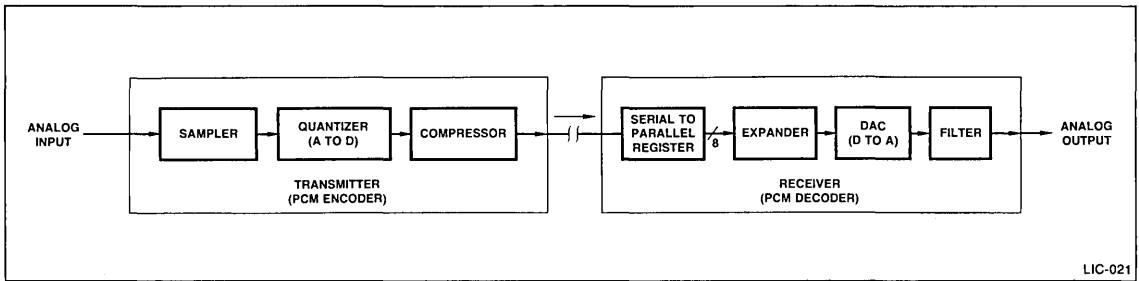 ANALOG
INPUT
SAMPLER
QUANTIZER
(A TO D)
COMPRESSOR
TRANSMITTER
(PCM ENCODER)
SERIAL TO
PARALLEL
REGISTER
8
EXPANDER
DAC
(D TO A)
FILTER
RECEIVER
(PCM DECODER)
ANALOG
OUTPUT
LIC-021